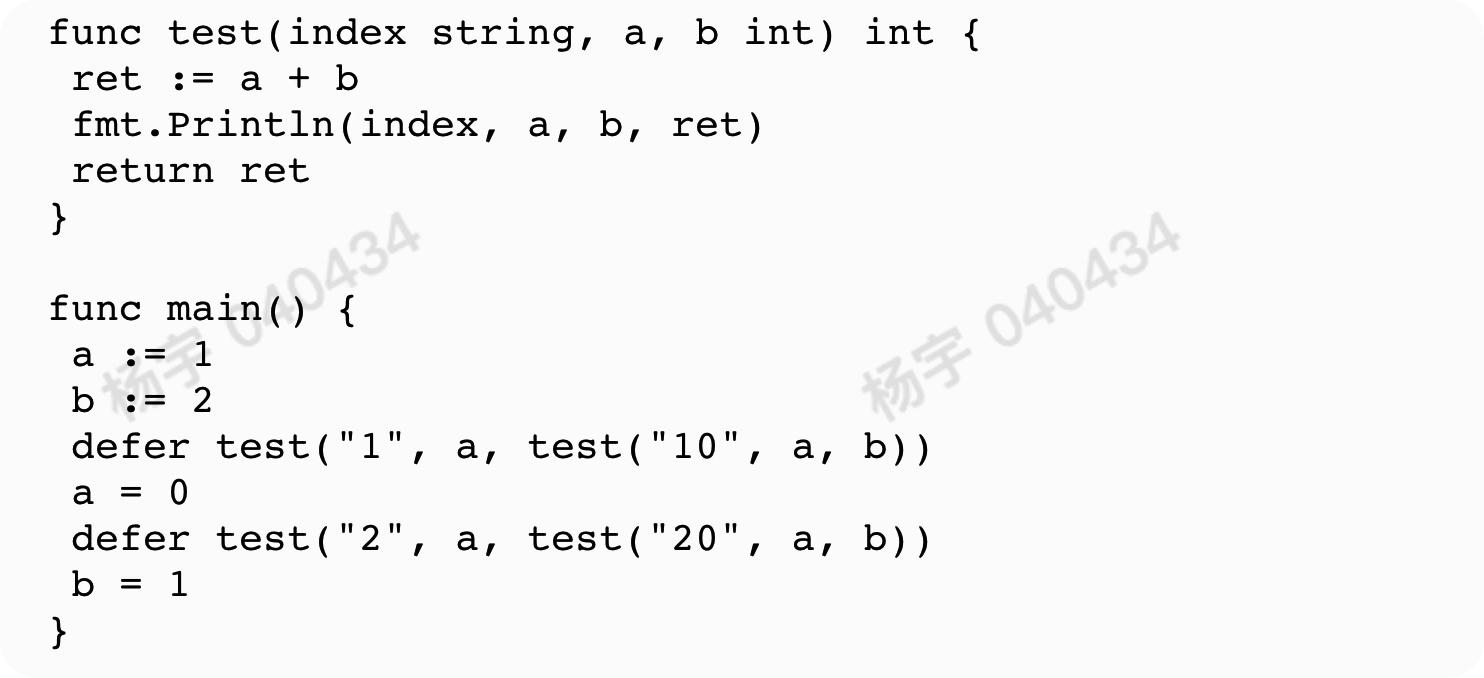 func test(index string, a, b int) int {
 ret := a + b
 fmt.Println(index, a, b, ret)
 return ret
}

func main() {
 a := 1
 b := 2
 defer test("1", a, test("10", a, b))
 a = 0
 defer test("2", a, test("20", a, b))
 b = 1
}
杨宇 040434
杨宇 040434